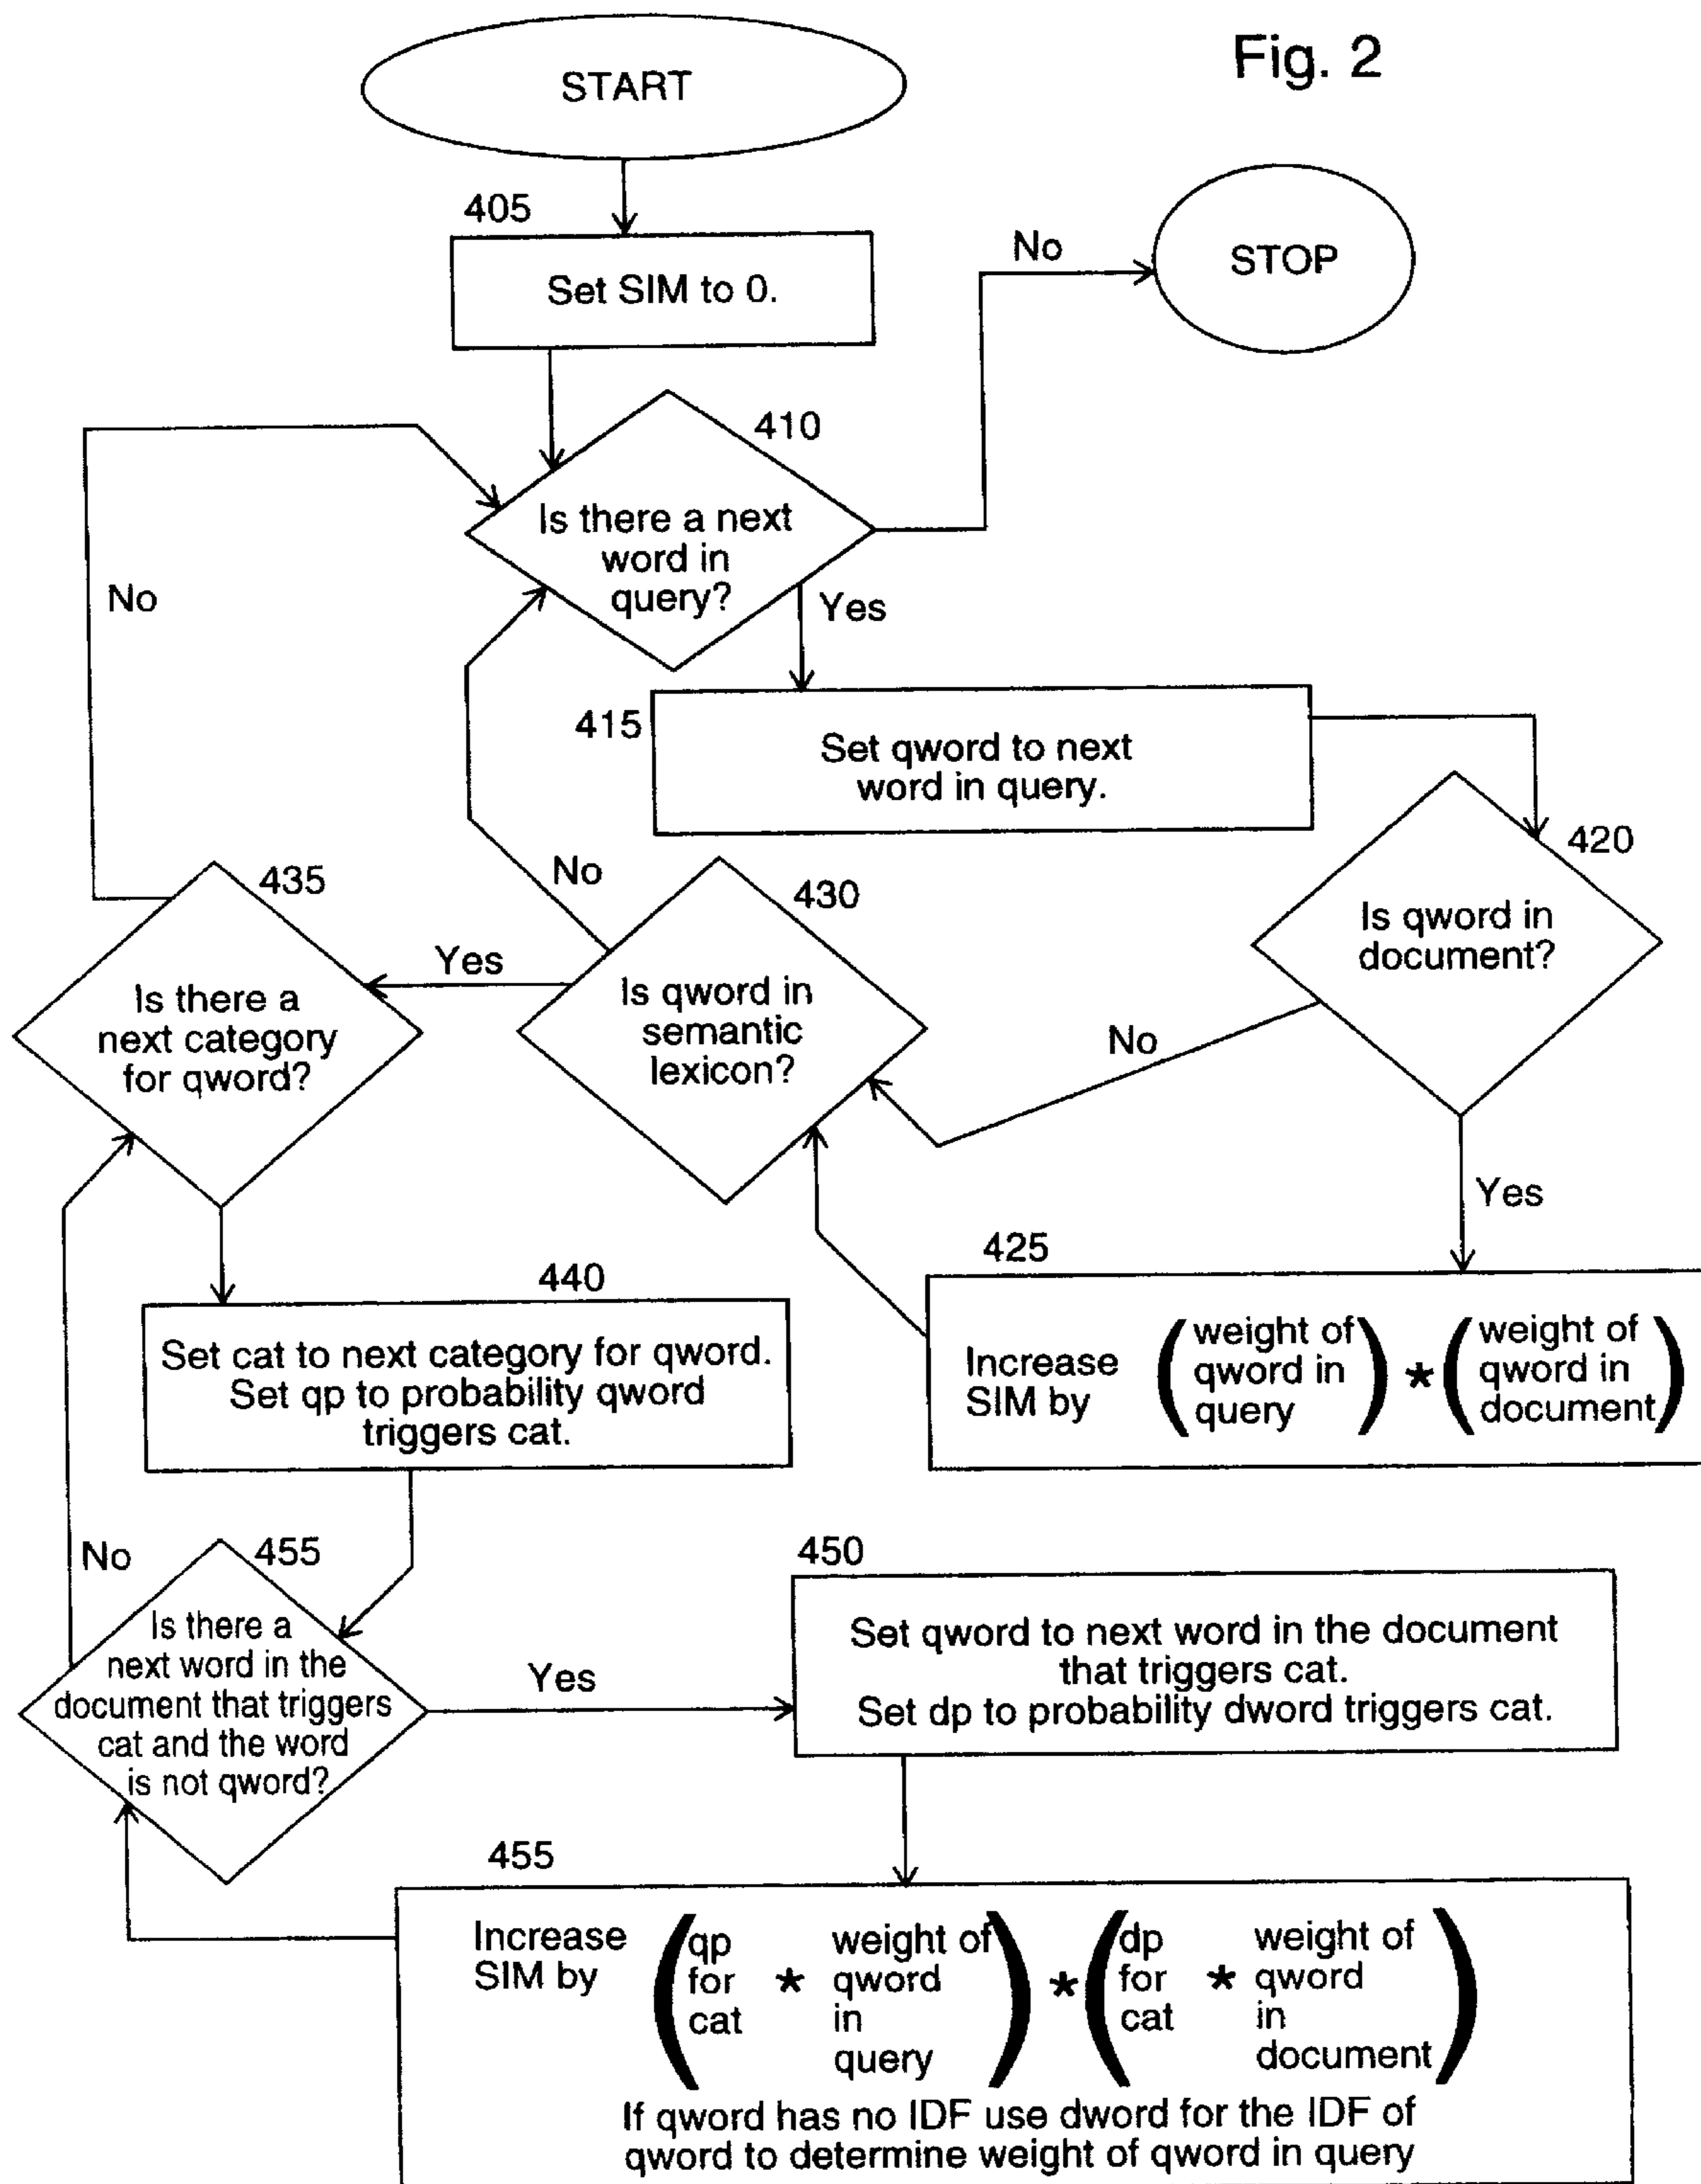 Fig. 2
START
405
Set SIM to 0.
No
STOP
410
Is there a next
word in
query?
No
Yes
415
Set qword to next
word in query.
420
Is qword in
document?
No
430
Is qword in
semantic
lexicon?
Yes
435
Is there a
next category
for qword?
No
Yes
425
Increase
SIM by
( weight of
qword in
query ) * ( weight of
qword in
document )
440
Set cat to next category for qword.
Set qp to probability qword
triggers cat.
No
455
Is there a
next word in the
document that triggers
cat and the word
is not qword?
Yes
450
Set qword to next word in the document
that triggers cat.
Set dp to probability dword triggers cat.
455
Increase
SIM by
( qp
for
cat
*
weight of
qword
in
query ) * ( dp
for
cat
*
weight of
qword
in
document )
If qword has no IDF use dword for the IDF of
qword to determine weight of qword in query